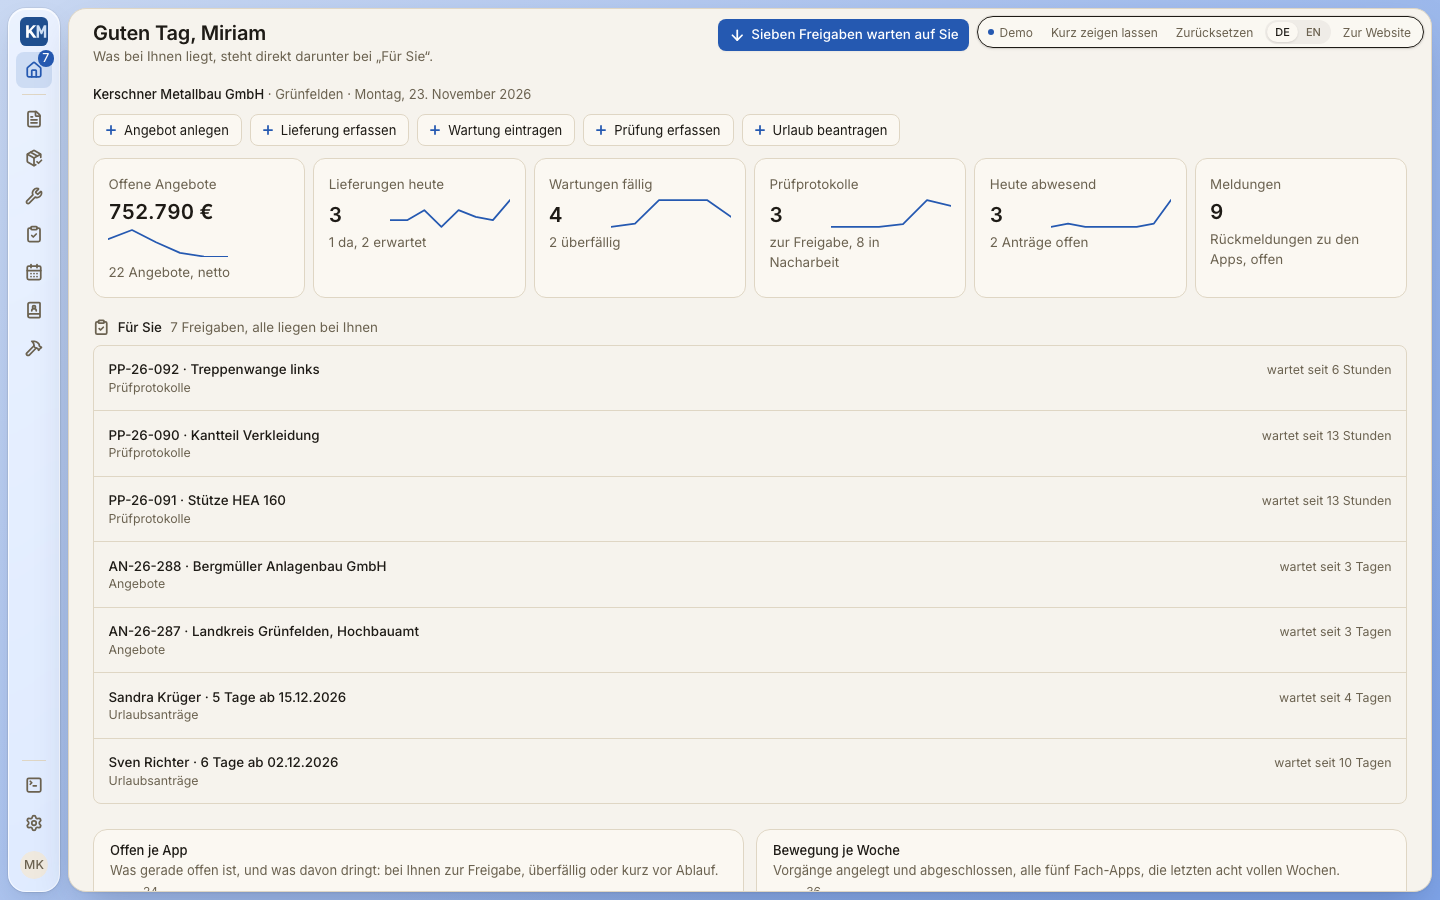 KM
7
Guten Tag, Miriam
Was bei Ihnen liegt, steht direkt darunter bei „Für Sie“.
Sieben Freigaben warten auf Sie
Demo
Kurz zeigen lassen
Zurücksetzen
DE
EN
Zur Website
Kerschner Metallbau GmbH · Grünfelden · Montag, 23. November 2026
Angebot anlegen
Lieferung erfassen
Wartung eintragen
Prüfung erfassen
Urlaub beantragen
Offene Angebote
752.790 €
22 Angebote, netto
Lieferungen heute
3
1 da, 2 erwartet
Wartungen fällig
4
2 überfällig
Prüfprotokolle
3
zur Freigabe, 8 in
Nacharbeit
Heute abwesend
3
2 Anträge offen
Meldungen
9
Rückmeldungen zu den
Apps, offen
Für Sie 7 Freigaben, alle liegen bei Ihnen
PP-26-092 · Treppenwange links
Prüfprotokolle
wartet seit 6 Stunden
PP-26-090 · Kantteil Verkleidung
Prüfprotokolle
wartet seit 13 Stunden
PP-26-091 · Stütze HEA 160
Prüfprotokolle
wartet seit 13 Stunden
AN-26-288 · Bergmüller Anlagenbau GmbH
Angebote
wartet seit 3 Tagen
AN-26-287 · Landkreis Grünfelden, Hochbauamt
Angebote
wartet seit 3 Tagen
Sandra Krüger · 5 Tage ab 15.12.2026
Urlaubsanträge
wartet seit 4 Tagen
Sven Richter · 6 Tage ab 02.12.2026
Urlaubsanträge
wartet seit 10 Tagen
MK
Offen je App
Was gerade offen ist, und was davon dringt: bei Ihnen zur Freigabe, überfällig oder kurz vor Ablauf.
Bewegung je Woche
Vorgänge angelegt und abgeschlossen, alle fünf Fach-Apps, die letzten acht vollen Wochen.